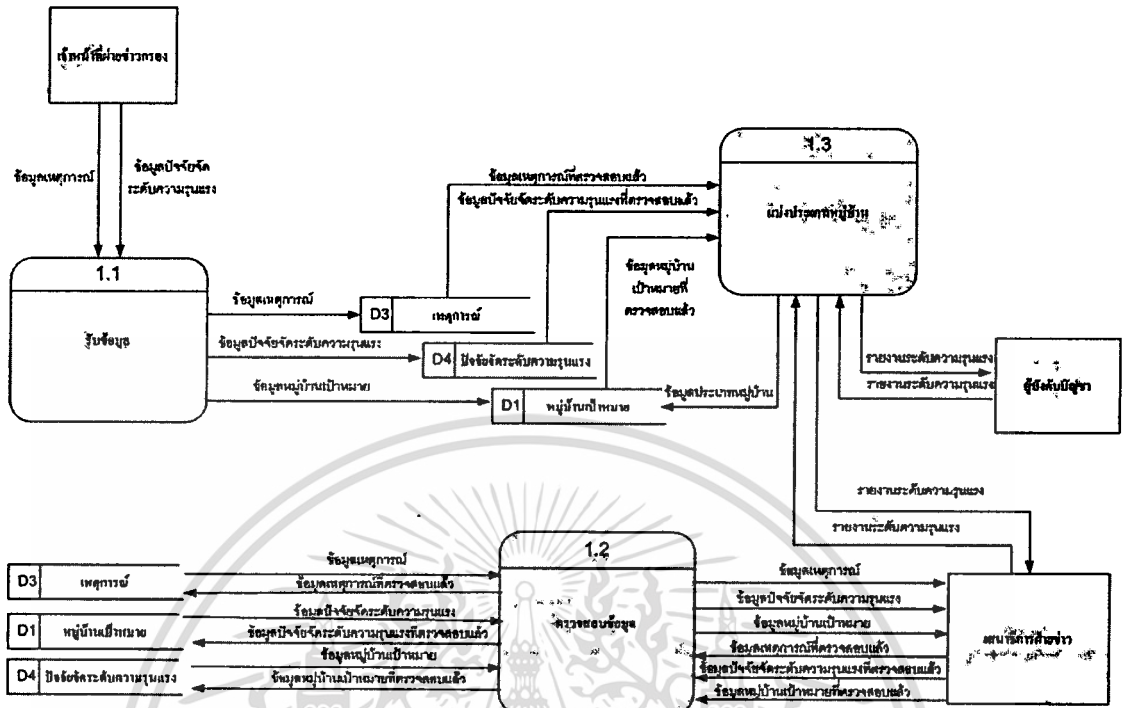 เจ้าหน้าที่ฝ่ายข่าวกรอง
ข้อมูลเหตุการณ์
ข้อมูลปัจจัยจัด
ระดับความรุนแรง
1.1
รับข้อมูล
ข้อมูลเหตุการณ์
ข้อมูลปัจจัยจัดระดับความรุนแรง
ข้อมูลหมู่บ้านเป้าหมาย
D3 เหตุการณ์
D4 ปัจจัยจัดระดับความรุนแรง
D1 หมู่บ้านเป้าหมาย
ข้อมูลเหตุการณ์ที่ตรวจสอบแล้ว
ข้อมูลปัจจัยจัดระดับความรุนแรงที่ตรวจสอบแล้ว
ข้อมูลหมู่บ้าน
เป้าหมายที่
ตรวจสอบแล้ว
1.3
แบ่งประเภทหมู่บ้าน
ข้อมูลประเภทหมู่บ้าน
รายงานระดับความรุนแรง
รายงานระดับความรุนแรง
ผู้บังคับบัญชา
รายงานระดับความรุนแรง
รายงานระดับความรุนแรง
D3 เหตุการณ์
D1 หมู่บ้านเป้าหมาย
D4 ปัจจัยจัดระดับความรุนแรง
ข้อมูลเหตุการณ์
ข้อมูลเหตุการณ์ที่ตรวจสอบแล้ว
ข้อมูลปัจจัยจัดระดับความรุนแรง
ข้อมูลปัจจัยจัดระดับความรุนแรงที่ตรวจสอบแล้ว
ข้อมูลหมู่บ้านเป้าหมาย
ข้อมูลหมู่บ้านเป้าหมายที่ตรวจสอบแล้ว
1.2
ตรวจสอบข้อมูล
ข้อมูลเหตุการณ์
ข้อมูลปัจจัยจัดระดับความรุนแรง
ข้อมูลหมู่บ้านเป้าหมาย
ข้อมูลเหตุการณ์ที่ตรวจสอบแล้ว
ข้อมูลปัจจัยจัดระดับความรุนแรงที่ตรวจสอบแล้ว
ข้อมูลหมู่บ้านเป้าหมายที่ตรวจสอบแล้ว
เสนาธิการฝ่ายข่าว